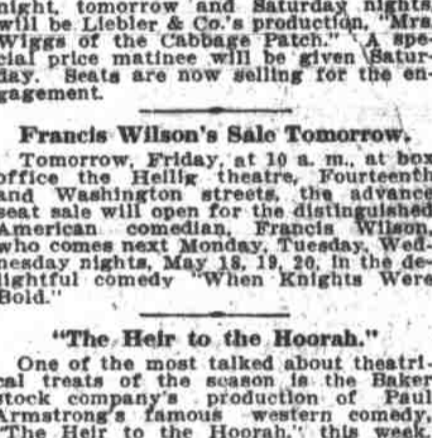 night, tomorrow and Saturday nights
will be Liebler & Co.'s production, "Mrs
Wiggs of the Cabbage Patch." A spe-
cial price matinee will be given Satur-
day. Seats are now selling for the en-
gagement.
Francis Wilson's Sale Tomorrow.
Tomorrow, Friday, at 10 a. m., at box
office the Heilig theatre, Fourteenth
and Washington streets, the advance
seat sale will open for the distinguished
American comedian, Francis Wilson,
who comes next Monday, Tuesday, Wed-
nesday nights, May 18, 19, 20, in the de-
lightful comedy "When Knights Were
Bold."
"The Heir to the Hoorah."
One of the most talked about theatri-
cal treats of the season is the Baker
stock company's production of Paul
Armstrong's famous western comedy,
"The Heir to the Hoorah," this week.